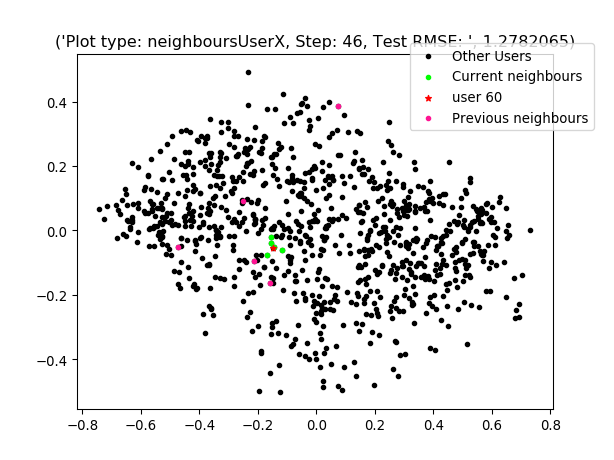 ('Plot type: neighboursUserX, Step: 46, Test RMSE: ', 1.2782065)
Other Users
Current neighbours
user 60
Previous neighbours
0.4
0.2
0.0
−0.2
−0.4
−0.8 −0.6 −0.4 −0.2 0.0 0.2 0.4 0.6 0.8